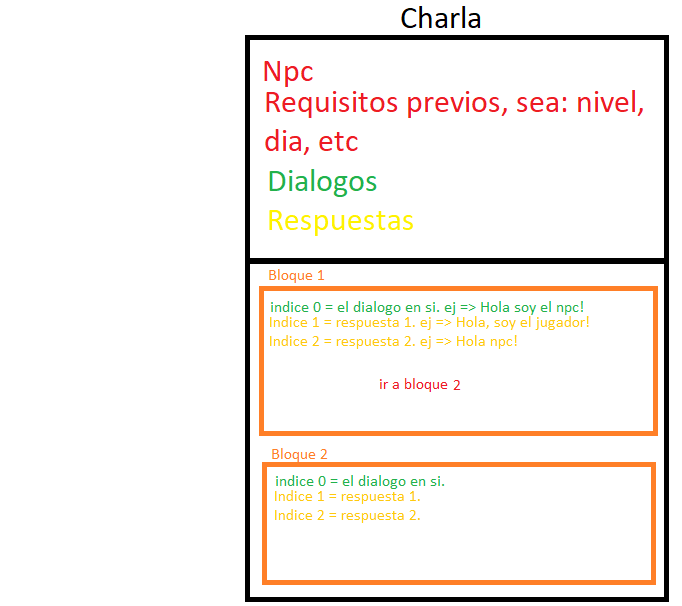 Charla
Npc
Requisitos previos, sea: nivel,
dia, etc
Dialogos
Respuestas
Bloque 1
indice 0 = el dialogo en si. ej => Hola soy el npc!
Indice 1 = respuesta 1. ej => Hola, soy el jugador!
Indice 2 = respuesta 2. ej => Hola npc!
ir a bloque 2
Bloque 2
indice 0 = el dialogo en si.
Indice 1 = respuesta 1.
Indice 2 = respuesta 2.